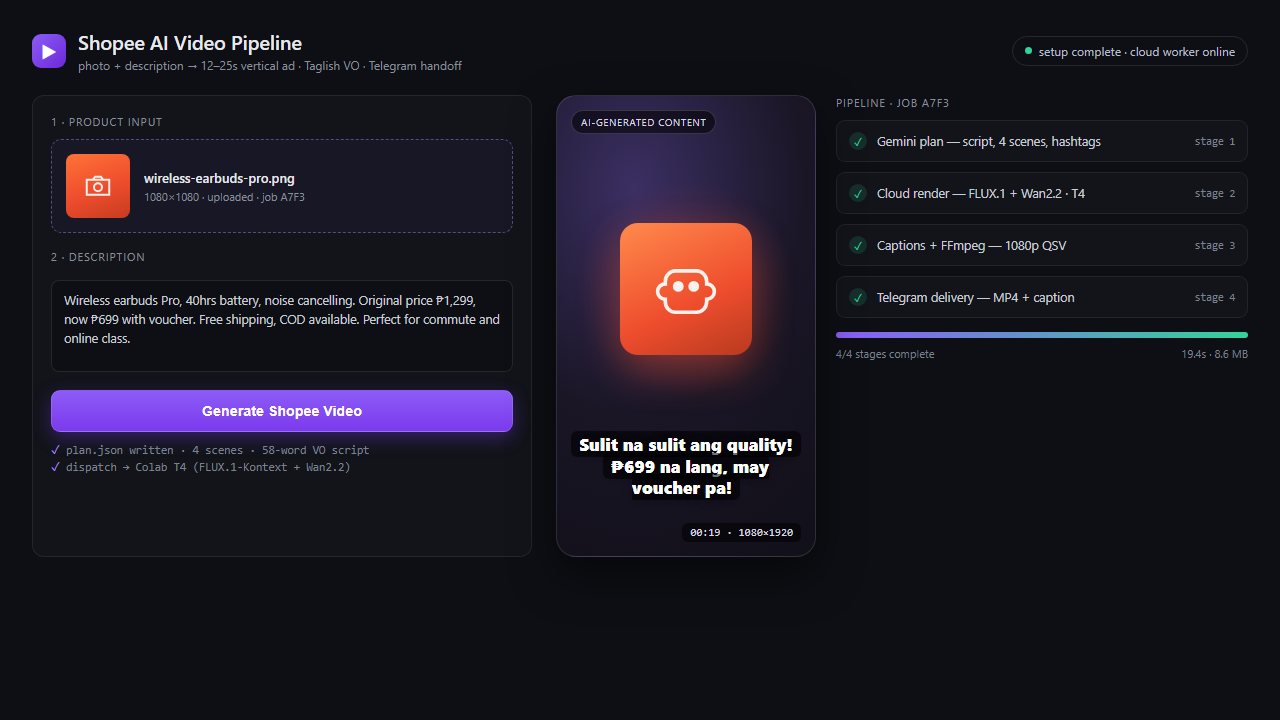 Shopee AI Video Pipeline
photo + description → 12–25s vertical ad · Taglish VO · Telegram handoff
setup complete · cloud worker online
1 · PRODUCT INPUT
wireless-earbuds-pro.png
1080×1080 · uploaded · job A7F3
2 · DESCRIPTION
Wireless earbuds Pro, 40hrs battery, noise cancelling. Original price ₱1,299,
now ₱699 with voucher. Free shipping, COD available. Perfect for commute and
online class.
Generate Shopee Video
✓ plan.json written · 4 scenes · 58-word VO script
✓ dispatch → Colab T4 (FLUX.1-Kontext + Wan2.2)
AI-GENERATED CONTENT
Sulit na sulit ang quality!
₱699 na lang, may
voucher pa!
00:19 · 1080×1920
PIPELINE · JOB A7F3
✓ Gemini plan — script, 4 scenes, hashtags stage 1
✓ Cloud render — FLUX.1 + Wan2.2 · T4 stage 2
✓ Captions + FFmpeg — 1080p QSV stage 3
✓ Telegram delivery — MP4 + caption stage 4
4/4 stages complete 19.4s · 8.6 MB